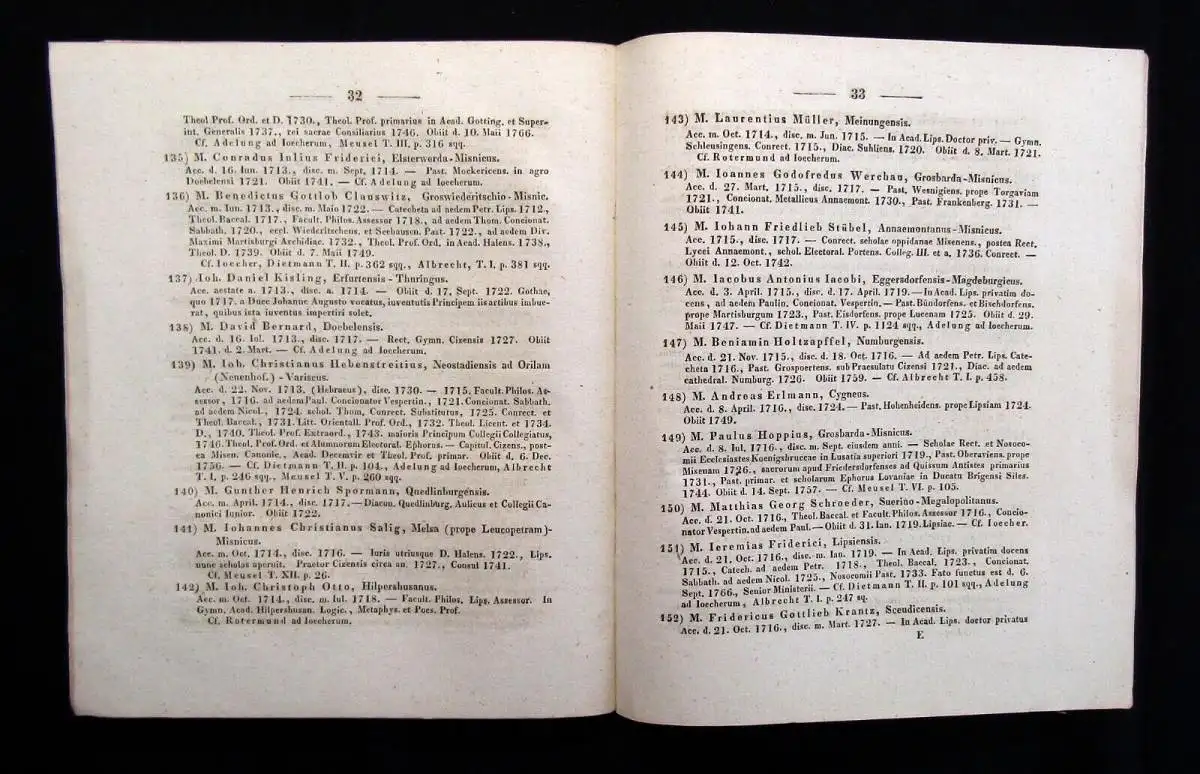 32
Theol Prof. Ord. et D. 1730., Theol. Prof. primarius in Acad. Gotting. et Super-
int. Generalis 1737., rei sacrae Consiliarius 1746. Obiit d. 10. Maii 1766.
Cf. Adelung ad Ioecherum, Meusel T. III. p. 316 sqq.
135) M. Conradus Iulius Friderici, Elsterwerda-Misnicus.
Acc. d. 16. Iun. 1713., disc. m. Sept. 1714. — Past. Mockericens. in agro
Doebelensi 1721. Obiit 1741. — Cf. Adelung ad Ioecherum.
136) M. Benedictus Gottlob Clauswitz, Groswiederitschio-Misnic.
Acc. m. Iun. 1713., disc. m. Maio 1722. — Catecheta ad aedem Petr. Lips. 1712.,
Theol. Baccal. 1717., Facult. Philos. Assessor 1718., ad aedem Thom. Concionat.
Sabbath. 1720., eccl. Wiederitschens. et Seehausen. Past. 1722., ad aedem Div.
Maximi Martisburgi Archidiac. 1732., Theol. Prof. Ord. in Acad. Halens. 1738.,
Theol. D. 1739. Obiit d. 7. Maii 1749.
Cf. Ioecher, Dietmann T. II. p. 362 sqq., Albrecht, T. I. p. 381 sqq.
137) Ioh. Daniel Kisling, Erfurtensis-Thuringus.
Acc. aestate a. 1713., disc. a. 1714. — Obiit d. 17. Sept. 1722. Gothae,
quo 1717. a Duce Johanne Augusto vocatus, iuventutis Principem iis artibus imbue-
rat, quibus ista iuventus impertiri solet.
138) M. David Bernard, Doebelensis.
Acc. d. 16. Iul. 1713., disc. 1717. — Rect. Gymn. Cizensis 1727. Obiit
1741. d. 2. Mart. — Cf. Adelung ad Ioecherum.
139) M. Ioh. Christianus Hebenstreitius, Neostadiensis ad Orilam
(Neuenhof.)-Variscus.
Acc. d. 22. Nov. 1713. (Hebraeus), disc. 1730. — 1715. Facult. Philos. As-
sessor, 1716. ad aedem Paul. Concionator Vespertin., 1721. Concionat. Sabbath.
ad aedem Nicol., 1724. schol. Thom. Conrect. Substitutus, 1725. Conrect. et
Theol. Baccal., 1731. Litt. Orientall. Prof. Ord., 1732. Theol. Licent. et 1734.
D., 1740. Theol. Prof. Extraord., 1743. maioris Principum Collegii Collegiatus,
1746. Theol. Prof. Ord. et Alumnorum Electoral. Ephorus. — Capitul. Cizens., post-
ea Misen. Canonic., Acad. Decemvir et Theol. Prof. primar. Obiit d. 6. Dec.
1756. — Cf. Dietmann T. II. p. 104., Adelung ad Ioecherum, Albrecht
T. I. p. 246 sqq., Meusel T. V. p. 260 sqq.
140) M. Gunther Henrich Spormann, Quedlinburgensis.
Acc. m. April. 1714., disc. 1717. — Diacon. Quedlinburg. Aulicus et Collegii Ca-
nonici Iunior. Obiit 1722.
141) M. Iohannes Christianus Salig, Melsa (prope Leucopetram)-
Misnicus.
Acc. m. Oct. 1714., disc. 1716. — Iuris utriusque D. Halens. 1722., Lips.
nunc scholas aperuit. Praetor Cizensis circa an. 1727., Consul 1741.
Cf. Meusel T. XII. p. 26.
142) M. Ioh. Christoph Otto, Hilpershusanus.
Acc. m. Oct. 1714., disc. m. Iul. 1718. — Facult. Philos. Lips. Assessor. In
Gymn. Acad. Hilpershusan. Logic., Metaphys. et Poes. Prof.
Cf. Rotermund ad Ioecherum.
33
143) M. Laurentius Müller, Meinungensis.
Acc. m. Oct. 1714., disc. m. Jun. 1715. — In Acad. Lips. Doctor priv. — Gymn.
Schleusingens. Conrect. 1715., Diac. Suhliens. 1720. Obiit d. 8. Mart. 1721.
Cf. Rotermund ad Ioecherum.
144) M. Ioannes Godofredus Werchau, Grosbarda-Misnicus.
Acc. d. 27. Mart. 1715., disc. 1717. — Past. Wesnigiens. prope Torgaviam
1721., Concionat. Metallicus Annaemont. 1730., Past. Frankenberg. 1731. —
Obiit 1741.
145) M. Iohann Friedlieb Stübel, Annaemontanus-Misnicus.
Acc. 1715., disc. 1717. — Conrect. scholae oppidanae Misenens., postea Rect.
Lycei Annaemont., schol. Electoral. Portens. Colleg. III. et a. 1736. Conrect. —
Obiit d. 12. Oct. 1742.
146) M. Iacobus Antonius Iacobi, Eggersdorfensis-Magdeburgicus.
Acc. d. 3. April. 1715., disc. d. 17. April. 1719. — In Acad. Lips. privatim do-
cens, ad aedem Paulin. Concionat. Vespertin. — Past. Bündorfens. et Bischdorfens.
prope Martisburgum 1723., Past. Eisdorfens. prope Lucenam 1725. Obiit d. 29.
Maii 1747. — Cf. Dietmann T. IV. p. 1124 sqq., Adelung ad Ioecherum.
147) M. Beniamin Holtzapffel, Numburgensis.
Acc. d. 21. Nov. 1715., disc. d. 18. Oct. 1716. — Ad aedem Petr. Lips. Cate-
cheta 1716., Past. Grospoertens. sub Praesulatu Cizensi 1721., Diac. ad aedem
cathedral. Numburg. 1726. Obiit 1759. — Cf. Albrecht T. I. p. 458.
148) M. Andreas Erlmann, Cygneus.
Acc. d. 8. April. 1716., disc. 1724. — Past. Hohenheidens. prope Lipsiam 1724.
Obiit 1749.
149) M. Paulus Hoppius, Grosbarda-Misnicus.
Acc. d. 8. Iul. 1716., disc. m. Sept. eiusdem anni. — Scholae Rect. et Nosoco-
mii Ecclesiastes Koenigsbruccae in Lusatia superiori 1719., Past. Oberaviens. prope
Misenam 1726., sacrorum apud Friedersdorfenses ad Quissum Antistes primarius
1731., Past. primar. et scholarum Ephorus Lovaniae in Ducatu Brigensi Siles.
1744. Obiit d. 14. Sept. 1757. — Cf. Meusel T. VI. p. 105.
150) M. Matthias Georg Schroeder, Suerino-Megalopolitanus.
Acc. d. 21. Oct. 1716., Theol. Baccal. et Facult. Philos. Assessor 1716., Concio-
nator Vespertin. ad aedem Paul. — Obiit d. 31. Ian. 1719. Lipsiae. — Cf. Ioecher.
151) M. Ieremias Friderici, Lipsiensis.
Acc. d. 21. Oct. 1716., disc. m. Ian. 1719. — In Acad. Lips. privatim docens
1715., Catech. ad aedem Petr. 1718., Theol. Baccal. 1723., Concionat.
Sabbath. ad aedem Nicol. 1725., Nosocomii Past. 1733. Fato functus est d. 6.
Sept. 1766., Senior Ministerii. — Cf. Dietmann T. II. p. 101 sqq., Adelung
ad Ioecherum, Albrecht T. I. p. 247 sq.
152) M. Fridericus Gottlieb Krantz, Sceudicensis.
Acc. d. 21. Oct. 1716., disc. m. Mart. 1727. — In Acad. Lips. doctor privatus
E